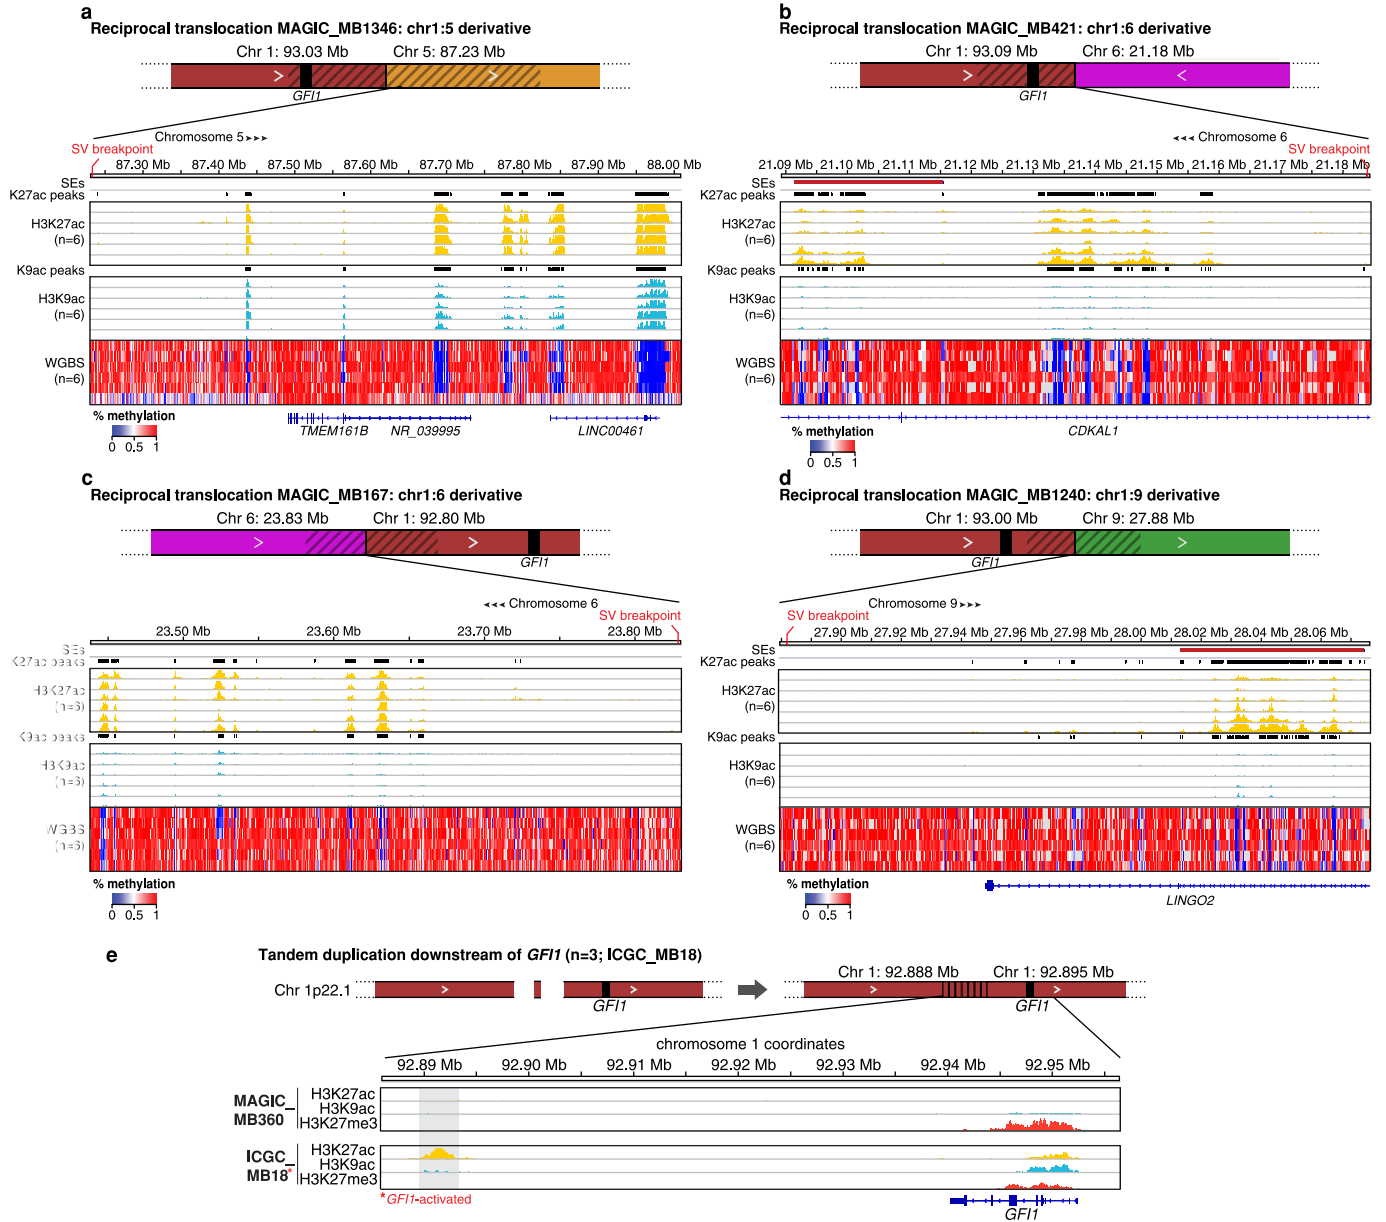 a
Reciprocal translocation MAGIC_MB1346: chr1:5 derivative
Chr 1: 93.03 Mb Chr 5: 87.23 Mb
GFI1
Chromosome 5
SV breakpoint
87.30 Mb 87.40 Mb 87.50 Mb 87.60 Mb 87.70 Mb 87.80 Mb 87.90 Mb 88.00 Mb
SEs
K27ac peaks
H3K27ac
(n=6)
K9ac peaks
H3K9ac
(n=6)
WGBS
(n=6)
% methylation
0 0.5 1
TMEM161B NR_039995 LINC00461
b
Reciprocal translocation MAGIC_MB421: chr1:6 derivative
Chr 1: 93.09 Mb Chr 6: 21.18 Mb
GFI1
Chromosome 6
SV breakpoint
21.09 Mb 21.10 Mb 21.11 Mb 21.12 Mb 21.13 Mb 21.14 Mb 21.15 Mb 21.16 Mb 21.17 Mb 21.18 Mb
SEs
K27ac peaks
H3K27ac
(n=6)
K9ac peaks
H3K9ac
(n=6)
WGBS
(n=6)
% methylation
0 0.5 1
CDKAL1
c
Reciprocal translocation MAGIC_MB167: chr1:6 derivative
Chr 6: 23.83 Mb Chr 1: 92.80 Mb
GFI1
Chromosome 6
SV breakpoint
23.50 Mb 23.60 Mb 23.70 Mb 23.80 Mb
SEs
K27ac peaks
H3K27ac
(n=6)
K9ac peaks
H3K9ac
(n=6)
WGBS
(n=6)
% methylation
0 0.5 1
d
Reciprocal translocation MAGIC_MB1240: chr1:9 derivative
Chr 1: 93.00 Mb Chr 9: 27.88 Mb
GFI1
Chromosome 9
SV breakpoint
27.90 Mb 27.92 Mb 27.94 Mb 27.96 Mb 27.98 Mb 28.00 Mb 28.02 Mb 28.04 Mb 28.06 Mb
SEs
K27ac peaks
H3K27ac
(n=6)
K9ac peaks
H3K9ac
(n=6)
WGBS
(n=6)
% methylation
0 0.5 1
LINGO2
e
Tandem duplication downstream of GFI1 (n=3; ICGC_MB18)
Chr 1: 92.888 Mb Chr 1: 92.895 Mb
Chr 1p22.1
GFI1 GFI1
chromosome 1 coordinates
92.89 Mb 92.90 Mb 92.91 Mb 92.92 Mb 92.93 Mb 92.94 Mb 92.95 Mb
MAGIC_
MB360
H3K27ac
H3K9ac
H3K27me3
ICGC_
MB18*
H3K27ac
H3K9ac
H3K27me3
*GFI1-activated
GFI1